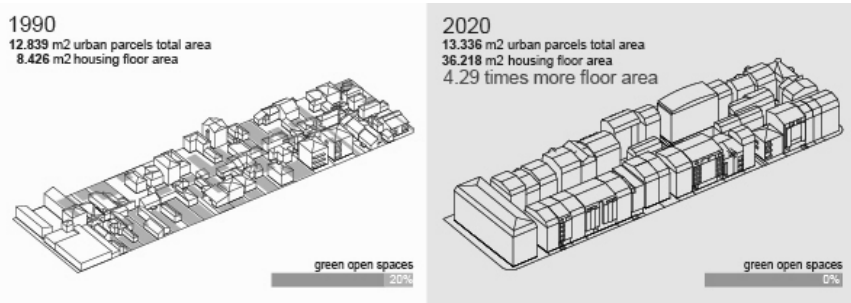 1990
12.839 m2 urban parcels total area
8.426 m2 housing floor area
green open spaces
20%
2020
13.336 m2 urban parcels total area
36.218 m2 housing floor area
4.29 times more floor area
green open spaces
0%